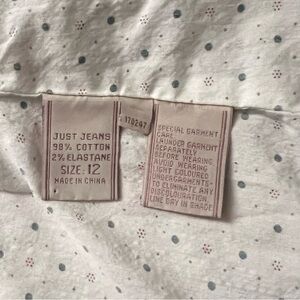 JUST JEANS
98% COTTON
2% ELASTANE
SIZE: 12
MADE IN CHINA
170247
SPECIAL GARMENT
CARE
LAUNDER GARMENT
SEPARATELY
BEFORE WEARING
AVOID WEARING
LIGHT COLOURED
UNDERGARMENTS
TO ELIMINATE ANY
DISCOLOURATION.
LINE DRY IN SHADE